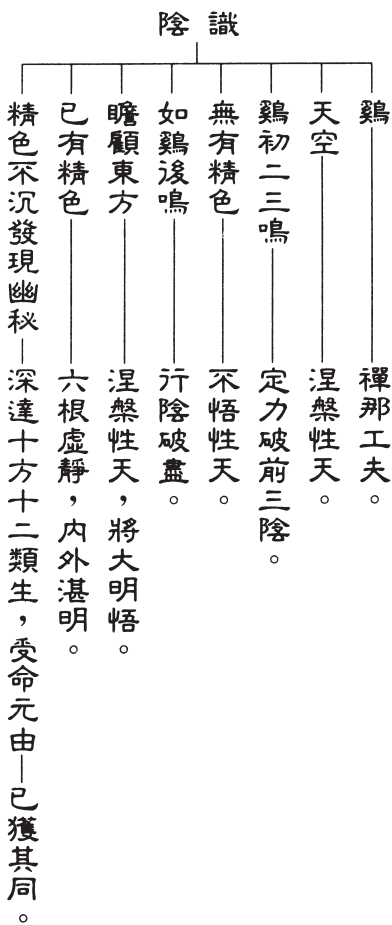 識陰
鷄——禪那工夫。
天空——涅槃性天。
鷄初二三鳴——定力破前三陰。
無有精色——不悟性天。
如鷄後鳴——行陰破盡。
瞻顧東方——涅槃性天，將大明悟。
已有精色——六根虛靜，內外湛明。
精色不沉發現幽秘——深達十方十二類生，受命元由——已獲其同。